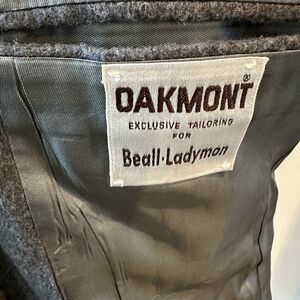 OAKMONT®
EXCLUSIVE TAILORING
FOR
Beall-Ladymon